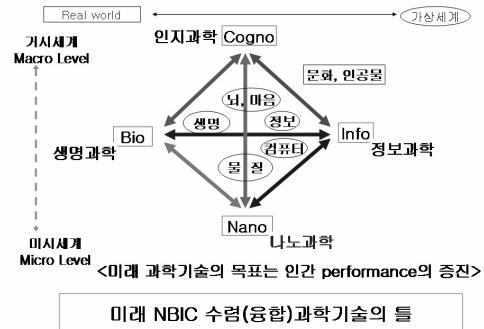 Real world
가상세계
거시세계
Macro Level
인지과학 Cogno
문화, 인공물
뇌, 마음
생명
정보
Bio
Info
생명과학
컴퓨터
정보과학
물 질
Nano
나노과학
미시세계
Micro Level
<미래 과학기술의 목표는 인간 performance의 증진>
미래 NBIC 수렴(융합)과학기술의 틀